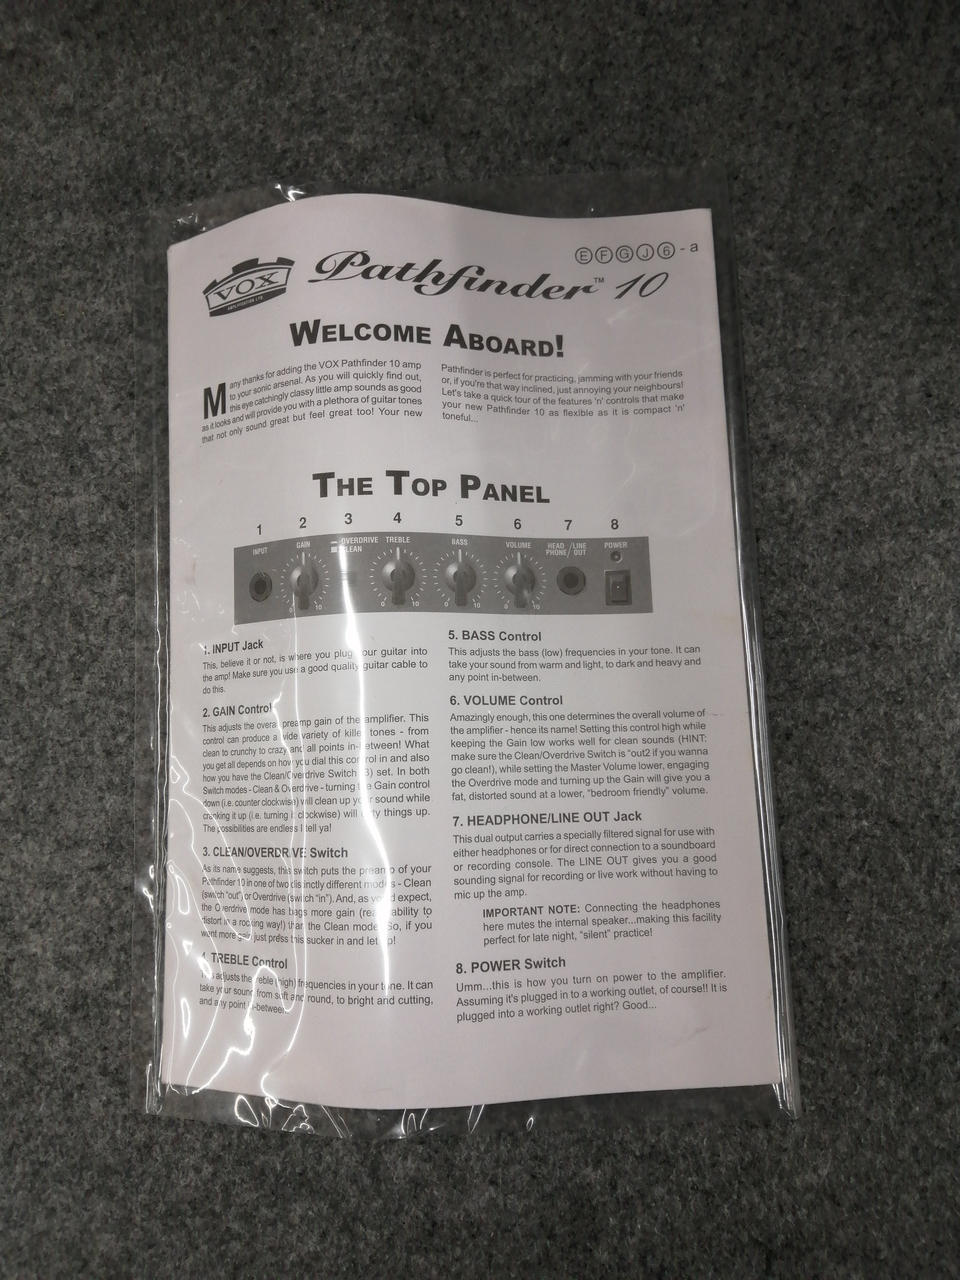 VOX
AMPLIFICATION LTD.
Pathfinder™ 10
E F G J 6 - a
WELCOME ABOARD!
Many thanks for adding the VOX Pathfinder 10 amp
to your sonic arsenal. As you will quickly find out,
this eye catchingly classy little amp sounds as good
as it looks and will provide you with a plethora of guitar tones
that not only sound great but feel great too! Your new
Pathfinder is perfect for practicing, jamming with your friends
or, if you're that way inclined, just annoying your neighbours!
Let's take a quick tour of the features 'n' controls that make
your new Pathfinder 10 as flexible as it is compact 'n'
toneful...
THE TOP PANEL
1 2 3 4 5 6 7 8
INPUT GAIN OVERDRIVE CLEAN TREBLE BASS VOLUME HEAD PHONE / LINE OUT POWER
0 10 0 10 0 10 0 10
1. INPUT Jack
This, believe it or not, is where you plug your guitar into
the amp! Make sure you use a good quality guitar cable to
do this.
2. GAIN Control
This adjusts the overall preamp gain of the amplifier. This
control can produce a wide variety of killer tones - from
clean to crunchy to crazy and all points in-between! What
you get all depends on how you dial this control in and also
how you have the Clean/Overdrive Switch (3) set. In both
Switch modes - Clean & Overdrive - turning the Gain control
down (i.e. counter clockwise) will clean up your sound while
cranking it up (i.e. turning it clockwise) will dirty things up.
The possibilities are endless I tell ya!
3. CLEAN/OVERDRIVE Switch
As its name suggests, this switch puts the preamp of your
Pathfinder 10 in one of two distinctly different modes - Clean
(switch "out") or Overdrive (switch "in"). And, as you'd expect,
the Overdrive mode has bags more gain (read: ability to
distort in a rocking way!) than the Clean mode. So, if you
want more gain just press this sucker in and let rip!
4. TREBLE Control
This adjusts the treble (high) frequencies in your tone. It can
take your sound from soft and round, to bright and cutting,
and any point in-between.
5. BASS Control
This adjusts the bass (low) frequencies in your tone. It can
take your sound from warm and light, to dark and heavy and
any point in-between.
6. VOLUME Control
Amazingly enough, this one determines the overall volume of
the amplifier - hence its name! Setting this control high while
keeping the Gain low works well for clean sounds (HINT:
make sure the Clean/Overdrive Switch is "out2 if you wanna
go clean!), while setting the Master Volume lower, engaging
the Overdrive mode and turning up the Gain will give you a
fat, distorted sound at a lower, "bedroom friendly" volume.
7. HEADPHONE/LINE OUT Jack
This dual output carries a specially filtered signal for use with
either headphones or for direct connection to a soundboard
or recording console. The LINE OUT gives you a good
sounding signal for recording or live work without having to
mic up the amp.
IMPORTANT NOTE: Connecting the headphones
here mutes the internal speaker...making this facility
perfect for late night, "silent" practice!
8. POWER Switch
Umm...this is how you turn on power to the amplifier.
Assuming it's plugged in to a working outlet, of course!! It is
plugged into a working outlet right? Good...